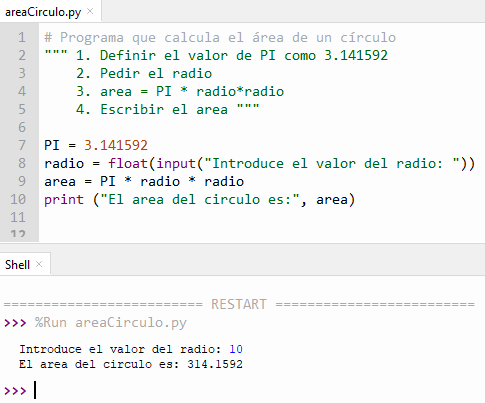 areaCirculo.py ×
1 # Programa que calcula el área de un círculo
2 """ 1. Definir el valor de PI como 3.141592
3 2. Pedir el radio
4 3. area = PI * radio*radio
5 4. Escribir el area """
6
7 PI = 3.141592
8 radio = float(input("Introduce el valor del radio: "))
9 area = PI * radio * radio
10 print ("El area del circulo es:", area)
11
12
Shell ×
========================= RESTART =========================
>>> %Run areaCirculo.py
Introduce el valor del radio: 10
El area del circulo es: 314.1592
>>>